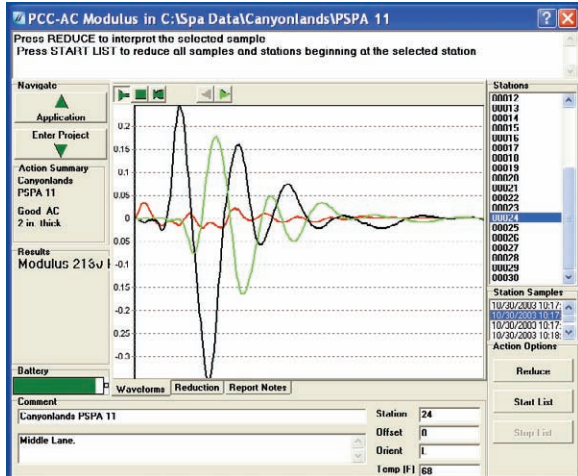 PCC-AC Modulus in C:\Spa Data\Canyonlands\PSPA 11
Press REDUCE to interpret the selected sample
Press START LIST to reduce all samples and stations beginning at the selected station
Navigate
Application
Enter Project
Action Summary
Canyonlands
PSPA 11
Good AC
2 in. thick
Results
Modulus
Battery
0.2
0.15
0.1
0.05
0
0.05
0.1
0.15
0.2
0.25
-0.3
Waveforms
Reduction
Report Notes
Stations
00012
00013
00014
00015
00016
00017
00018
00019
00020
00021
00022
00023
00024
00025
00026
00027
00028
00029
00030
Station Samples
10/30/2003 10:17:
10/30/2003 10:17
10/30/2003 10:17:
10/30/2003 10:18:
Action Options
Reduce
Start List
Stop List
Comment
Canyonlands PSPA 11
Middle Lane.
Station 24
Offset 0
Orient L
Temp [F] 68